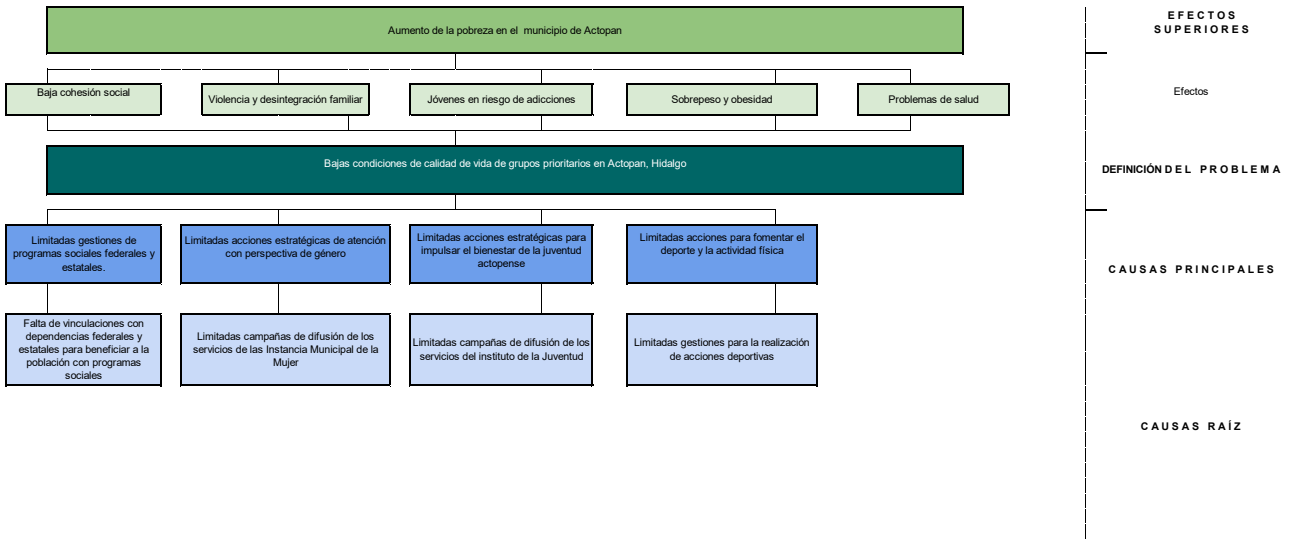 EFECTOS
SUPERIORES
Aumento de la pobreza en el municipio de Actopan
Baja cohesión social
Violencia y desintegración familiar
Jóvenes en riesgo de adicciones
Sobrepeso y obesidad
Problemas de salud
Efectos
Bajas condiciones de calidad de vida de grupos prioritarios en Actopan, Hidalgo
DEFINICIÓN DEL PROBLEMA
Limitadas gestiones de
programas sociales federales y
estatales.
Limitadas acciones estratégicas de atención
con perspectiva de género
Limitadas acciones estratégicas para
impulsar el bienestar de la juventud
actopense
Limitadas acciones para fomentar el
deporte y la actividad física
CAUSAS PRINCIPALES
Falta de vinculaciones con
dependencias federales y
estatales para beneficiar a la
población con programas
sociales
Limitadas campañas de difusión de los
servicios de las Instancia Municipal de la
Mujer
Limitadas campañas de difusión de los
servicios del instituto de la Juventud
Limitadas gestiones para la realización
de acciones deportivas
CAUSAS RAÍZ